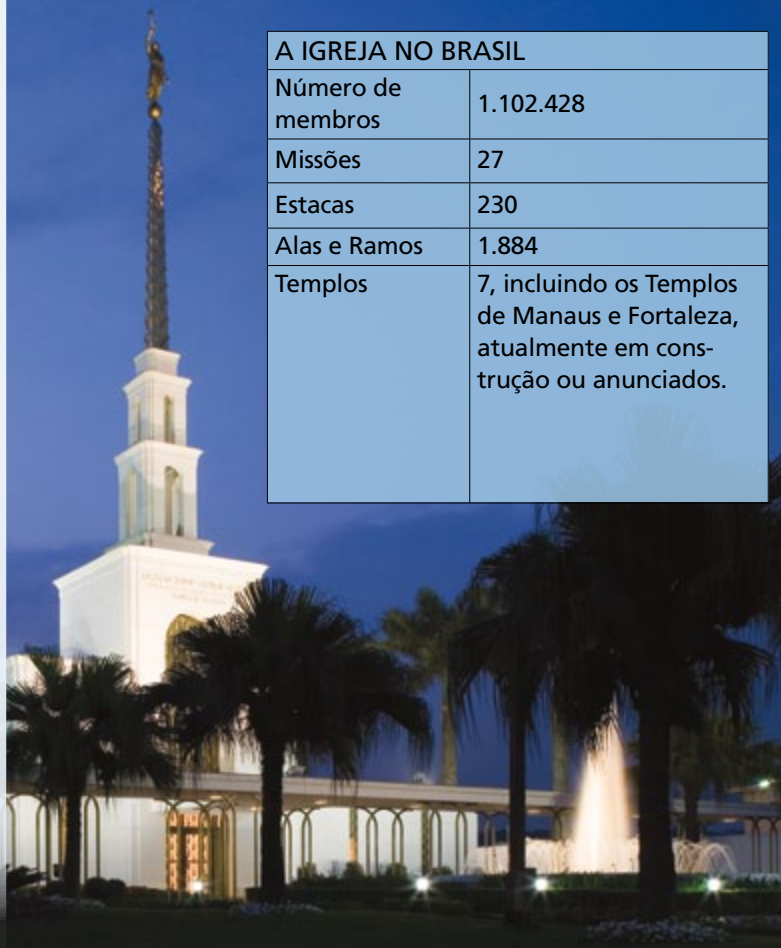 A IGREJA NO BRASIL
Número de
membros
1.102.428
Missões
27
Estacas
230
Alas e Ramos
1.884
Templos
7, incluindo os Templos
de Manaus e Fortaleza,
atualmente em cons-
trução ou anunciados.